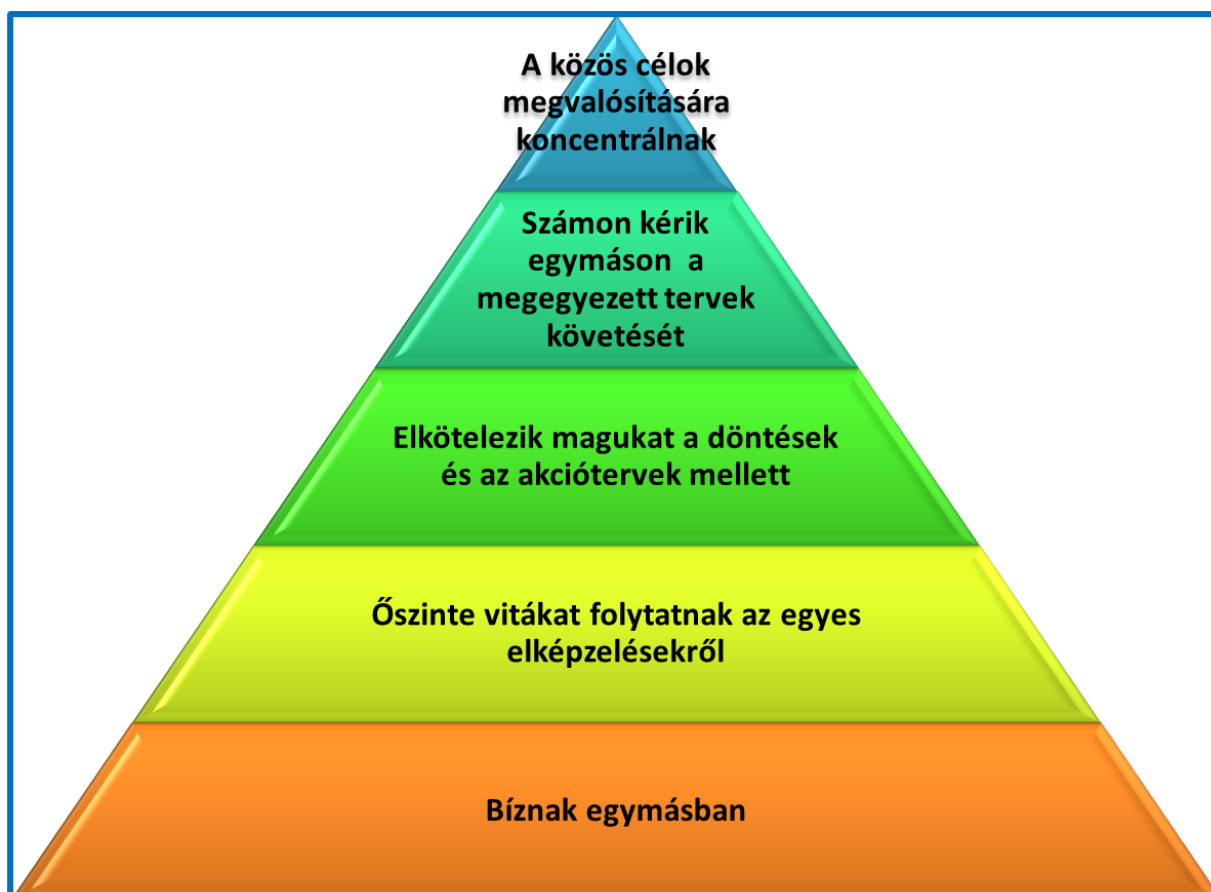 A közös célok
megvalósítására
koncentrálnak
Számon kérik
egymáson  a
megegyezett tervek
követését
Elkötelezik magukat a döntések
és az akciótervek mellett
Őszinte vitákat folytatnak az egyes
elképzelésekről
Bíznak egymásban